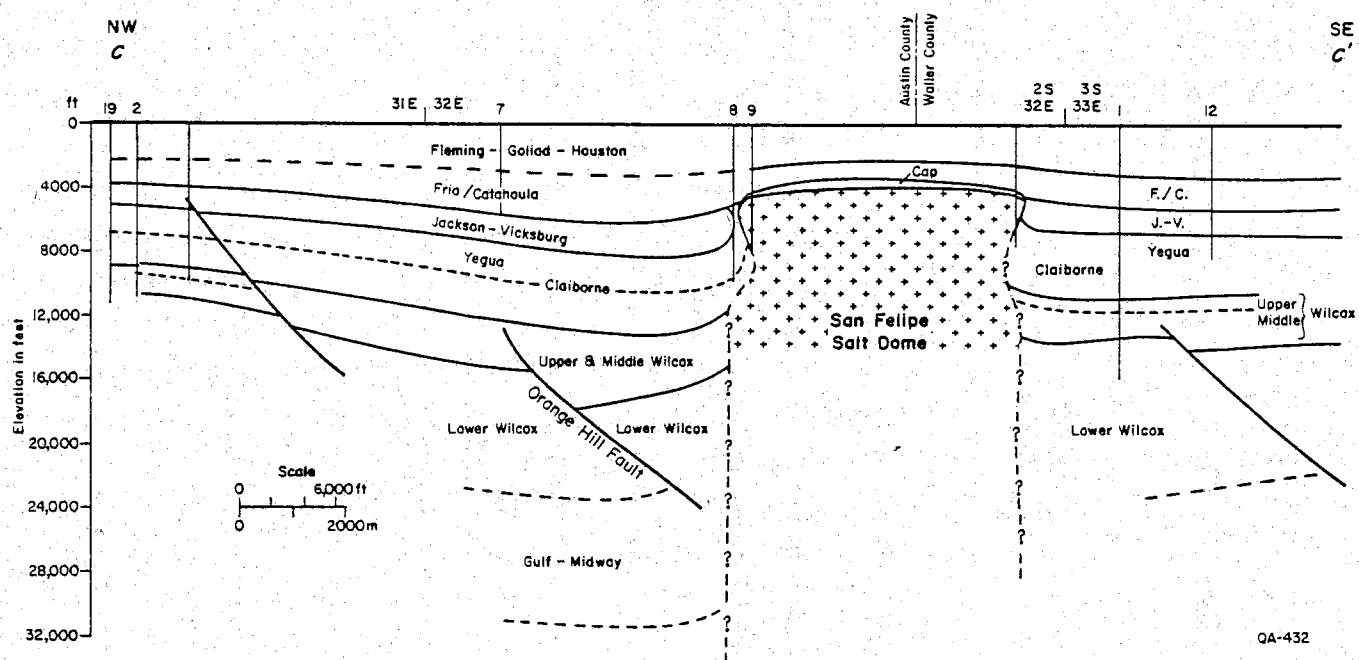 NW
C
SE
C'
Austin County
Waller County
ft
19
2
31E
32E
7
8
9
2S
32E
3S
33E
1
12
0
4000
8000
12,000
16,000
20,000
24,000
28,000
32,000
Elevation in feet
Fleming - Goliad - Houston
Frio/Catahoula
Jackson-Vicksburg
Yegua
Claiborne
Upper & Middle Wilcox
Orange Hill Fault
Lower Wilcox
Lower Wilcox
Gulf - Midway
Cap
+ + + +
San Felipe
Salt Dome
F./C.
J.-V.
Yegua
Claiborne
Upper
Middle
Wilcox
Lower Wilcox
?
Scale
0 6,000 ft
0 2000m
QA-432